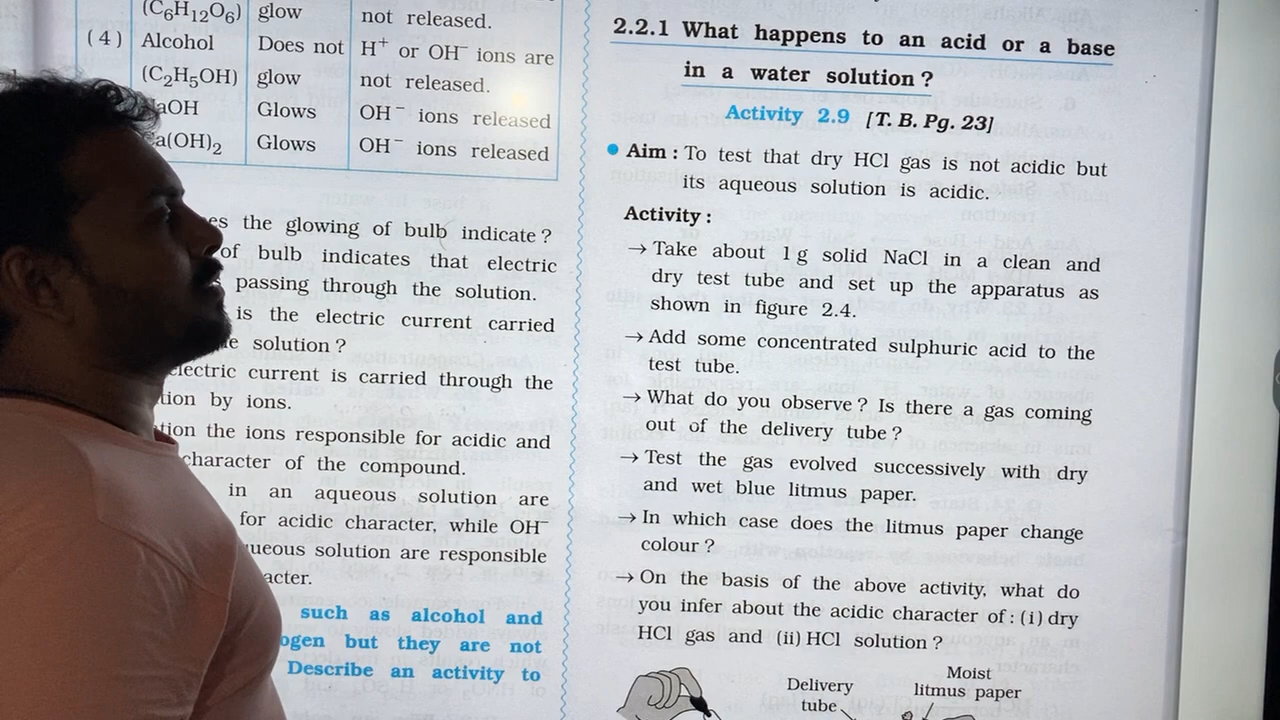 (C₆H₁₂O₆) glow not released.
(4) Alcohol Does not H⁺ or OH⁻ ions are
(C₂H₅OH) glow not released.
Glows OH⁻ ions released
Glows OH⁻ ions released
the glowing of bulb indicate ?
of bulb indicates that electric
passing through the solution.
is the electric current carried
solution ?
electric current is carried through the
by ions.
the ions responsible for acidic and
character of the compound.
in an aqueous solution are
for acidic character, while OH⁻
solution are responsible
such as alcohol and
but they are not
Describe an activity to
2.2.1 What happens to an acid or a base
in a water solution ?
Activity 2.9 [T. B. Pg. 23]
• Aim : To test that dry HCl gas is not acidic but
its aqueous solution is acidic.
Activity :
→ Take about 1 g solid NaCl in a clean and
dry test tube and set up the apparatus as
shown in figure 2.4.
→ Add some concentrated sulphuric acid to the
test tube.
→ What do you observe ? Is there a gas coming
out of the delivery tube ?
→ Test the gas evolved successively with dry
and wet blue litmus paper.
→ In which case does the litmus paper change
colour ?
→ On the basis of the above activity, what do
you infer about the acidic character of : (i) dry
HCl gas and (ii) HCl solution ?
Delivery
tube
Moist
litmus paper